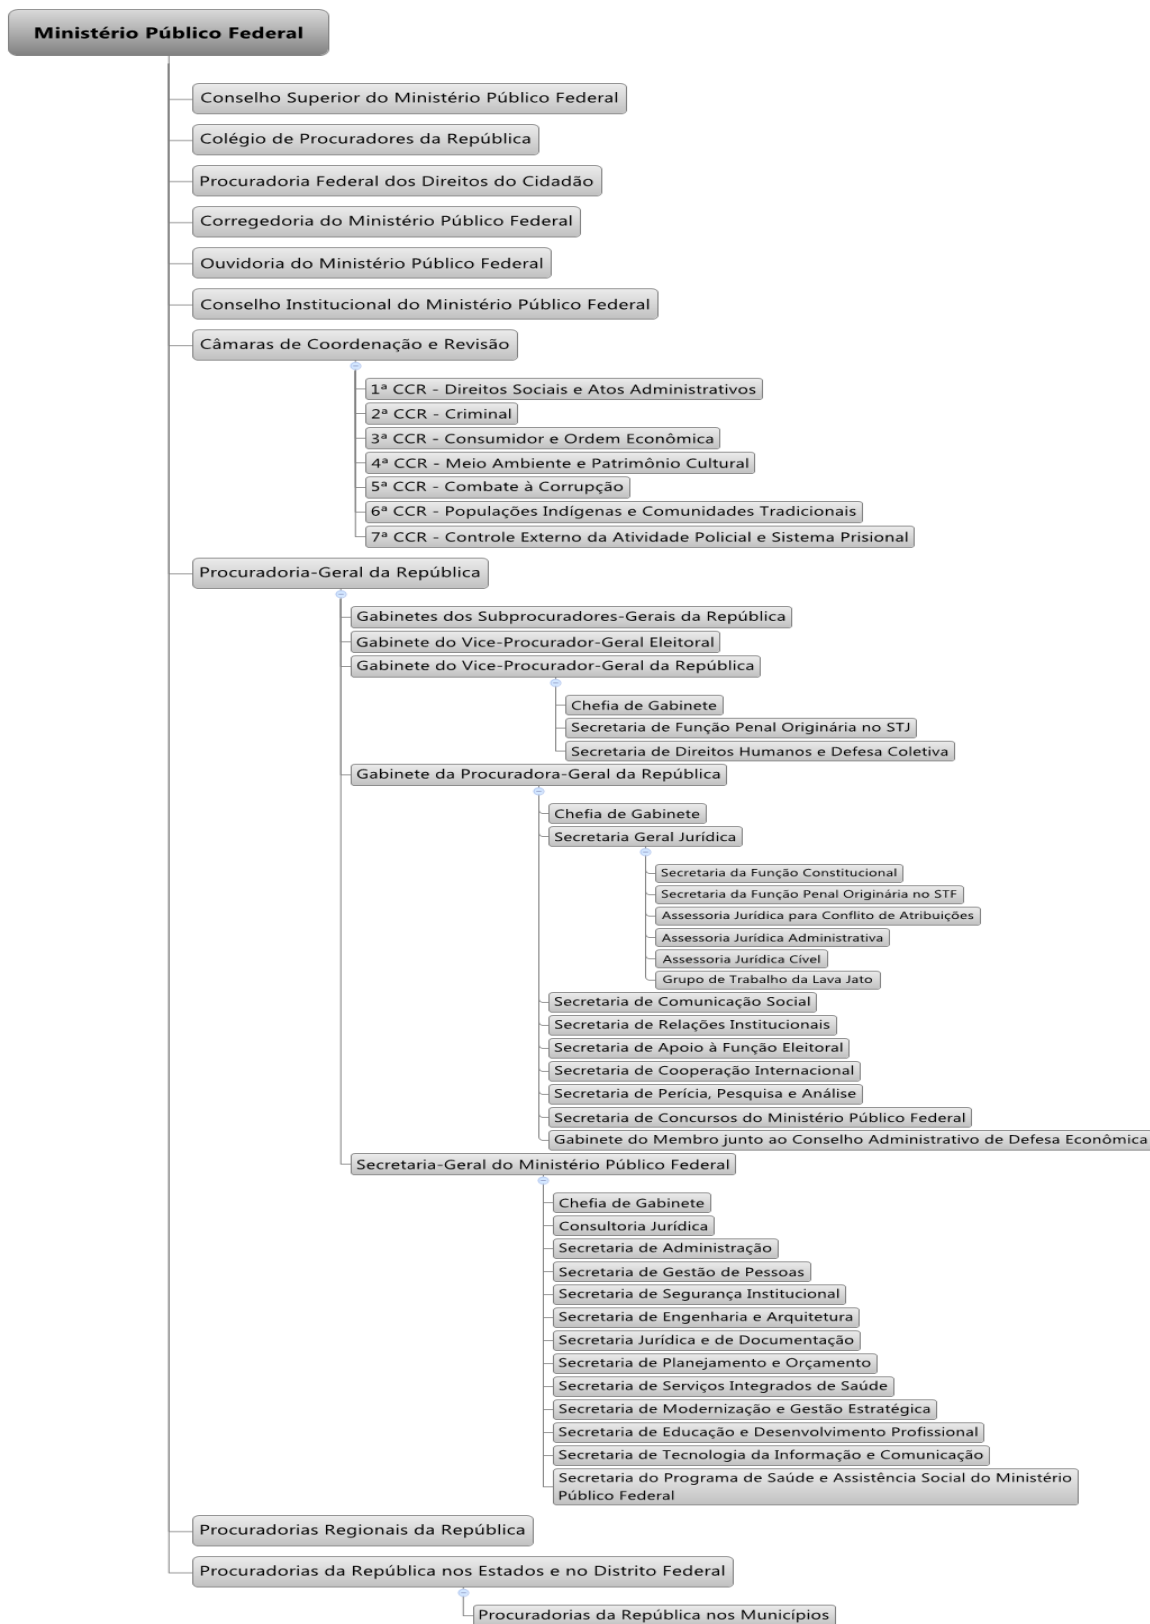 Ministério Público Federal
Conselho Superior do Ministério Público Federal
Colégio de Procuradores da República
Procuradoria Federal dos Direitos do Cidadão
Corregedoria do Ministério Público Federal
Ouvidoria do Ministério Público Federal
Conselho Institucional do Ministério Público Federal
Câmaras de Coordenação e Revisão
1ª CCR - Direitos Sociais e Atos Administrativos
2ª CCR - Criminal
3ª CCR - Consumidor e Ordem Econômica
4ª CCR - Meio Ambiente e Patrimônio Cultural
5ª CCR - Combate à Corrupção
6ª CCR - Populações Indígenas e Comunidades Tradicionais
7ª CCR - Controle Externo da Atividade Policial e Sistema Prisional
Procuradoria-Geral da República
Gabinetes dos Subprocuradores-Gerais da República
Gabinete do Vice-Procurador-Geral Eleitoral
Gabinete do Vice-Procurador-Geral da República
Chefia de Gabinete
Secretaria de Função Penal Originária no STJ
Secretaria de Direitos Humanos e Defesa Coletiva
Gabinete da Procuradora-Geral da República
Chefia de Gabinete
Secretaria Geral Jurídica
Secretaria da Função Constitucional
Secretaria da Função Penal Originária no STF
Assessoria Jurídica para Conflito de Atribuições
Assessoria Jurídica Administrativa
Assessoria Jurídica Cível
Grupo de Trabalho da Lava Jato
Secretaria de Comunicação Social
Secretaria de Relações Institucionais
Secretaria de Apoio à Função Eleitoral
Secretaria de Cooperação Internacional
Secretaria de Perícia, Pesquisa e Análise
Secretaria de Concursos do Ministério Público Federal
Gabinete do Membro junto ao Conselho Administrativo de Defesa Econômica
Secretaria-Geral do Ministério Público Federal
Chefia de Gabinete
Consultoria Jurídica
Secretaria de Administração
Secretaria de Gestão de Pessoas
Secretaria de Segurança Institucional
Secretaria de Engenharia e Arquitetura
Secretaria Jurídica e de Documentação
Secretaria de Planejamento e Orçamento
Secretaria de Serviços Integrados de Saúde
Secretaria de Modernização e Gestão Estratégica
Secretaria de Educação e Desenvolvimento Profissional
Secretaria de Tecnologia da Informação e Comunicação
Secretaria do Programa de Saúde e Assistência Social do Ministério
Público Federal
Procuradorias Regionais da República
Procuradorias da República nos Estados e no Distrito Federal
Procuradorias da República nos Municípios